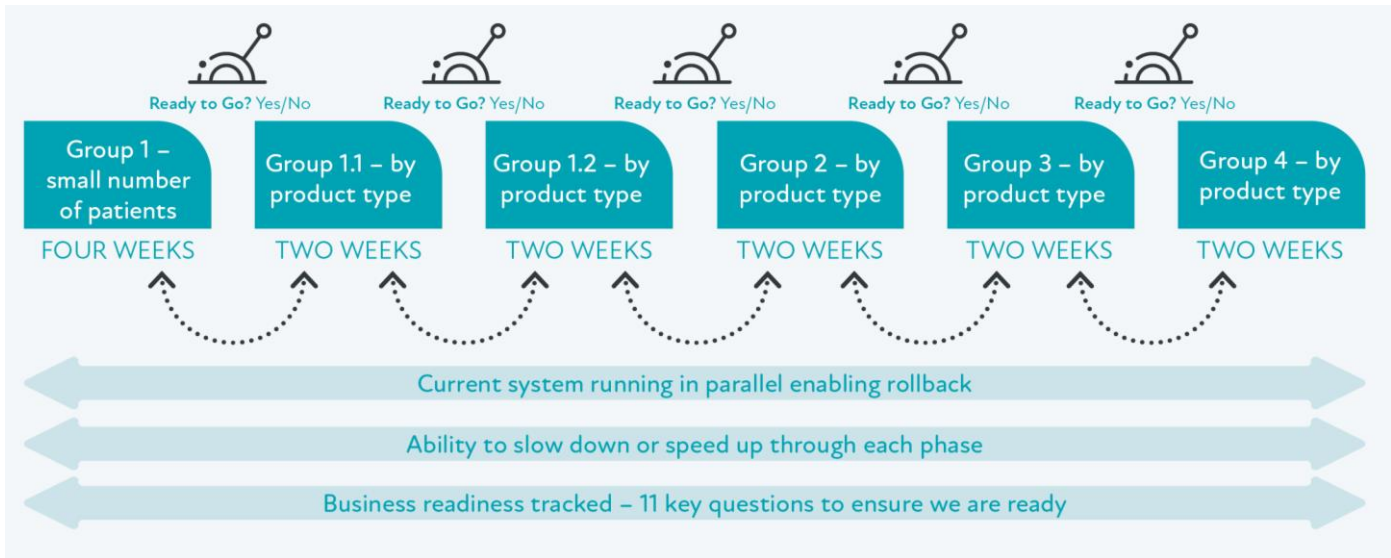 Ready to Go? Yes/No
Ready to Go? Yes/No
Ready to Go? Yes/No
Ready to Go? Yes/No
Ready to Go? Yes/No
Group 1 –
small number
of patients
FOUR WEEKS
Group 1.1 – by
product type
TWO WEEKS
Group 1.2 – by
product type
TWO WEEKS
Group 2 – by
product type
TWO WEEKS
Group 3 – by
product type
TWO WEEKS
Group 4 – by
product type
TWO WEEKS
Current system running in parallel enabling rollback
Ability to slow down or speed up through each phase
Business readiness tracked – 11 key questions to ensure we are ready